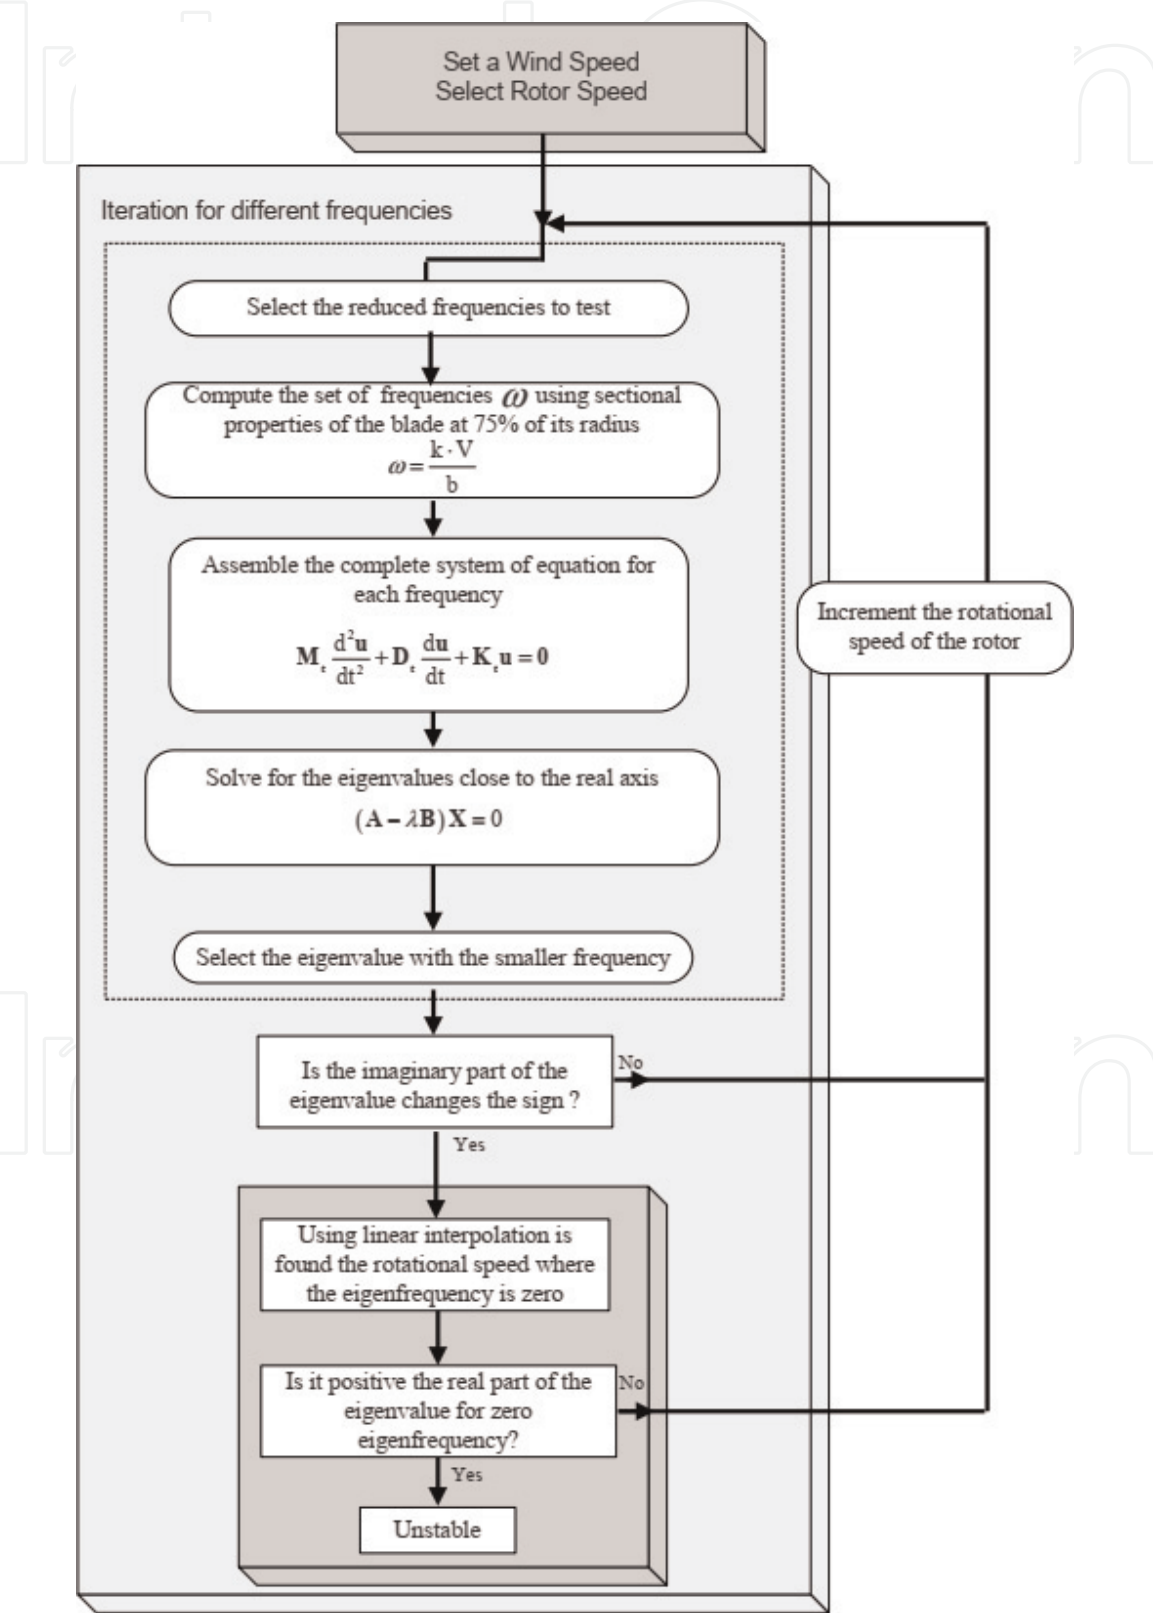 Set a Wind Speed
Select Rotor Speed
Iteration for different frequencies
Select the reduced frequencies to test
Compute the set of frequencies ω using sectional
properties of the blade at 75% of its radius
ω = k · V / b
Assemble the complete system of equation for
each frequency
M_t d²u/dt² + D_t du/dt + K_t u = 0
Increment the rotational
speed of the rotor
Solve for the eigenvalues close to the real axis
(A − λB) X = 0
Select the eigenvalue with the smaller frequency
Is the imaginary part of the
eigenvalue changes the sign ?
No
Yes
Using linear interpolation is
found the rotational speed where
the eigenfrequency is zero
Is it positive the real part of the
eigenvalue for zero
eigenfrequency?
No
Yes
Unstable